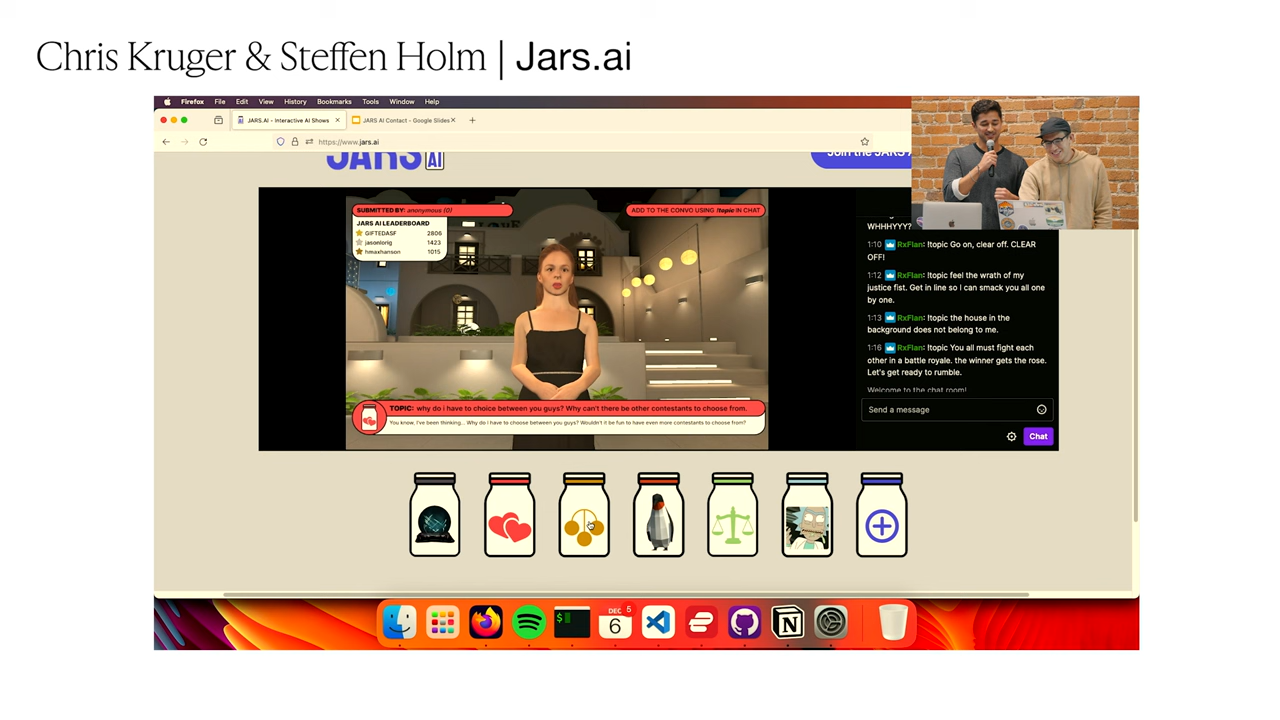 Chris Kruger & Steffen Holm | Jars.ai
Firefox File Edit View History Bookmarks Tools Window Help
JARS.AI - Interactive AI Shows
JARS AI Contact - Google Slides
https://www.jars.ai
JARS AI
Join the JARS
SUBMITTED BY: anonymous (0)
ADD TO THE CONVO USING !topic IN CHAT
JARS AI LEADERBOARD
GIFTEDASF 2806
jasonlorig 1423
hmaxhanson 1015
WHHHYYY?
1:10 RxFlan: !topic Go on, clear off. CLEAR
OFF!
1:12 RxFlan: !topic feel the wrath of my
justice fist. Get in line so I can smack you all one
by one.
1:13 RxFlan: !topic the house in the
background does not belong to me.
1:16 RxFlan: !topic You all must fight each
other in a battle royale. the winner gets the rose.
Let's get ready to rumble.
Welcome to the chat room!
Send a message
Chat
TOPIC: why do i have to choice between you guys? Why can't there be other contestants to choose from.
You know, I've been thinking... Why do i have to choose between you guys? Wouldn't it be fun to have even more contestants to choose from?
DEC 5
6